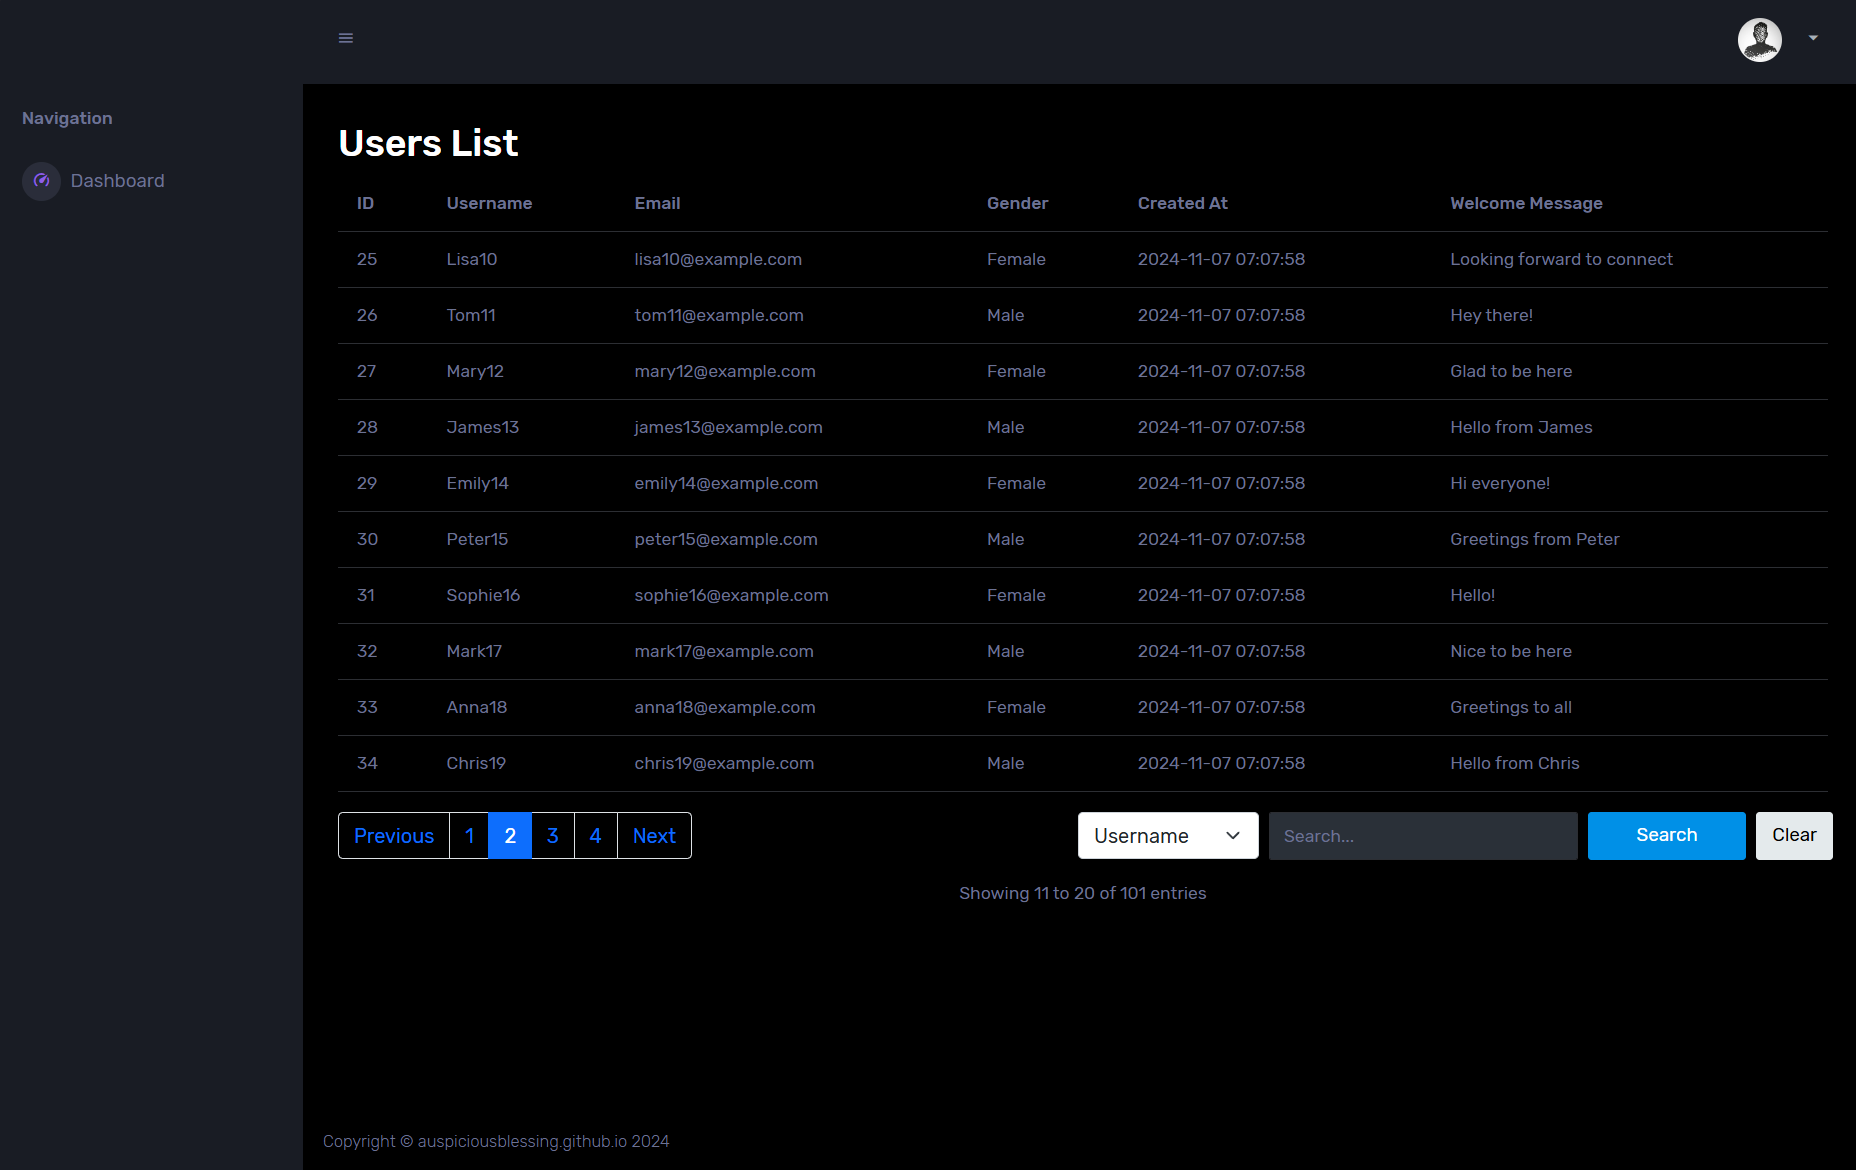 Navigation
Dashboard
Users List
ID Username Email Gender Created At Welcome Message
25 Lisa10 lisa10@example.com Female 2024-11-07 07:07:58 Looking forward to connect
26 Tom11 tom11@example.com Male 2024-11-07 07:07:58 Hey there!
27 Mary12 mary12@example.com Female 2024-11-07 07:07:58 Glad to be here
28 James13 james13@example.com Male 2024-11-07 07:07:58 Hello from James
29 Emily14 emily14@example.com Female 2024-11-07 07:07:58 Hi everyone!
30 Peter15 peter15@example.com Male 2024-11-07 07:07:58 Greetings from Peter
31 Sophie16 sophie16@example.com Female 2024-11-07 07:07:58 Hello!
32 Mark17 mark17@example.com Male 2024-11-07 07:07:58 Nice to be here
33 Anna18 anna18@example.com Female 2024-11-07 07:07:58 Greetings to all
34 Chris19 chris19@example.com Male 2024-11-07 07:07:58 Hello from Chris
Previous 1 2 3 4 Next Username Search... Search Clear
Showing 11 to 20 of 101 entries
Copyright © auspiciousblessing.github.io 2024